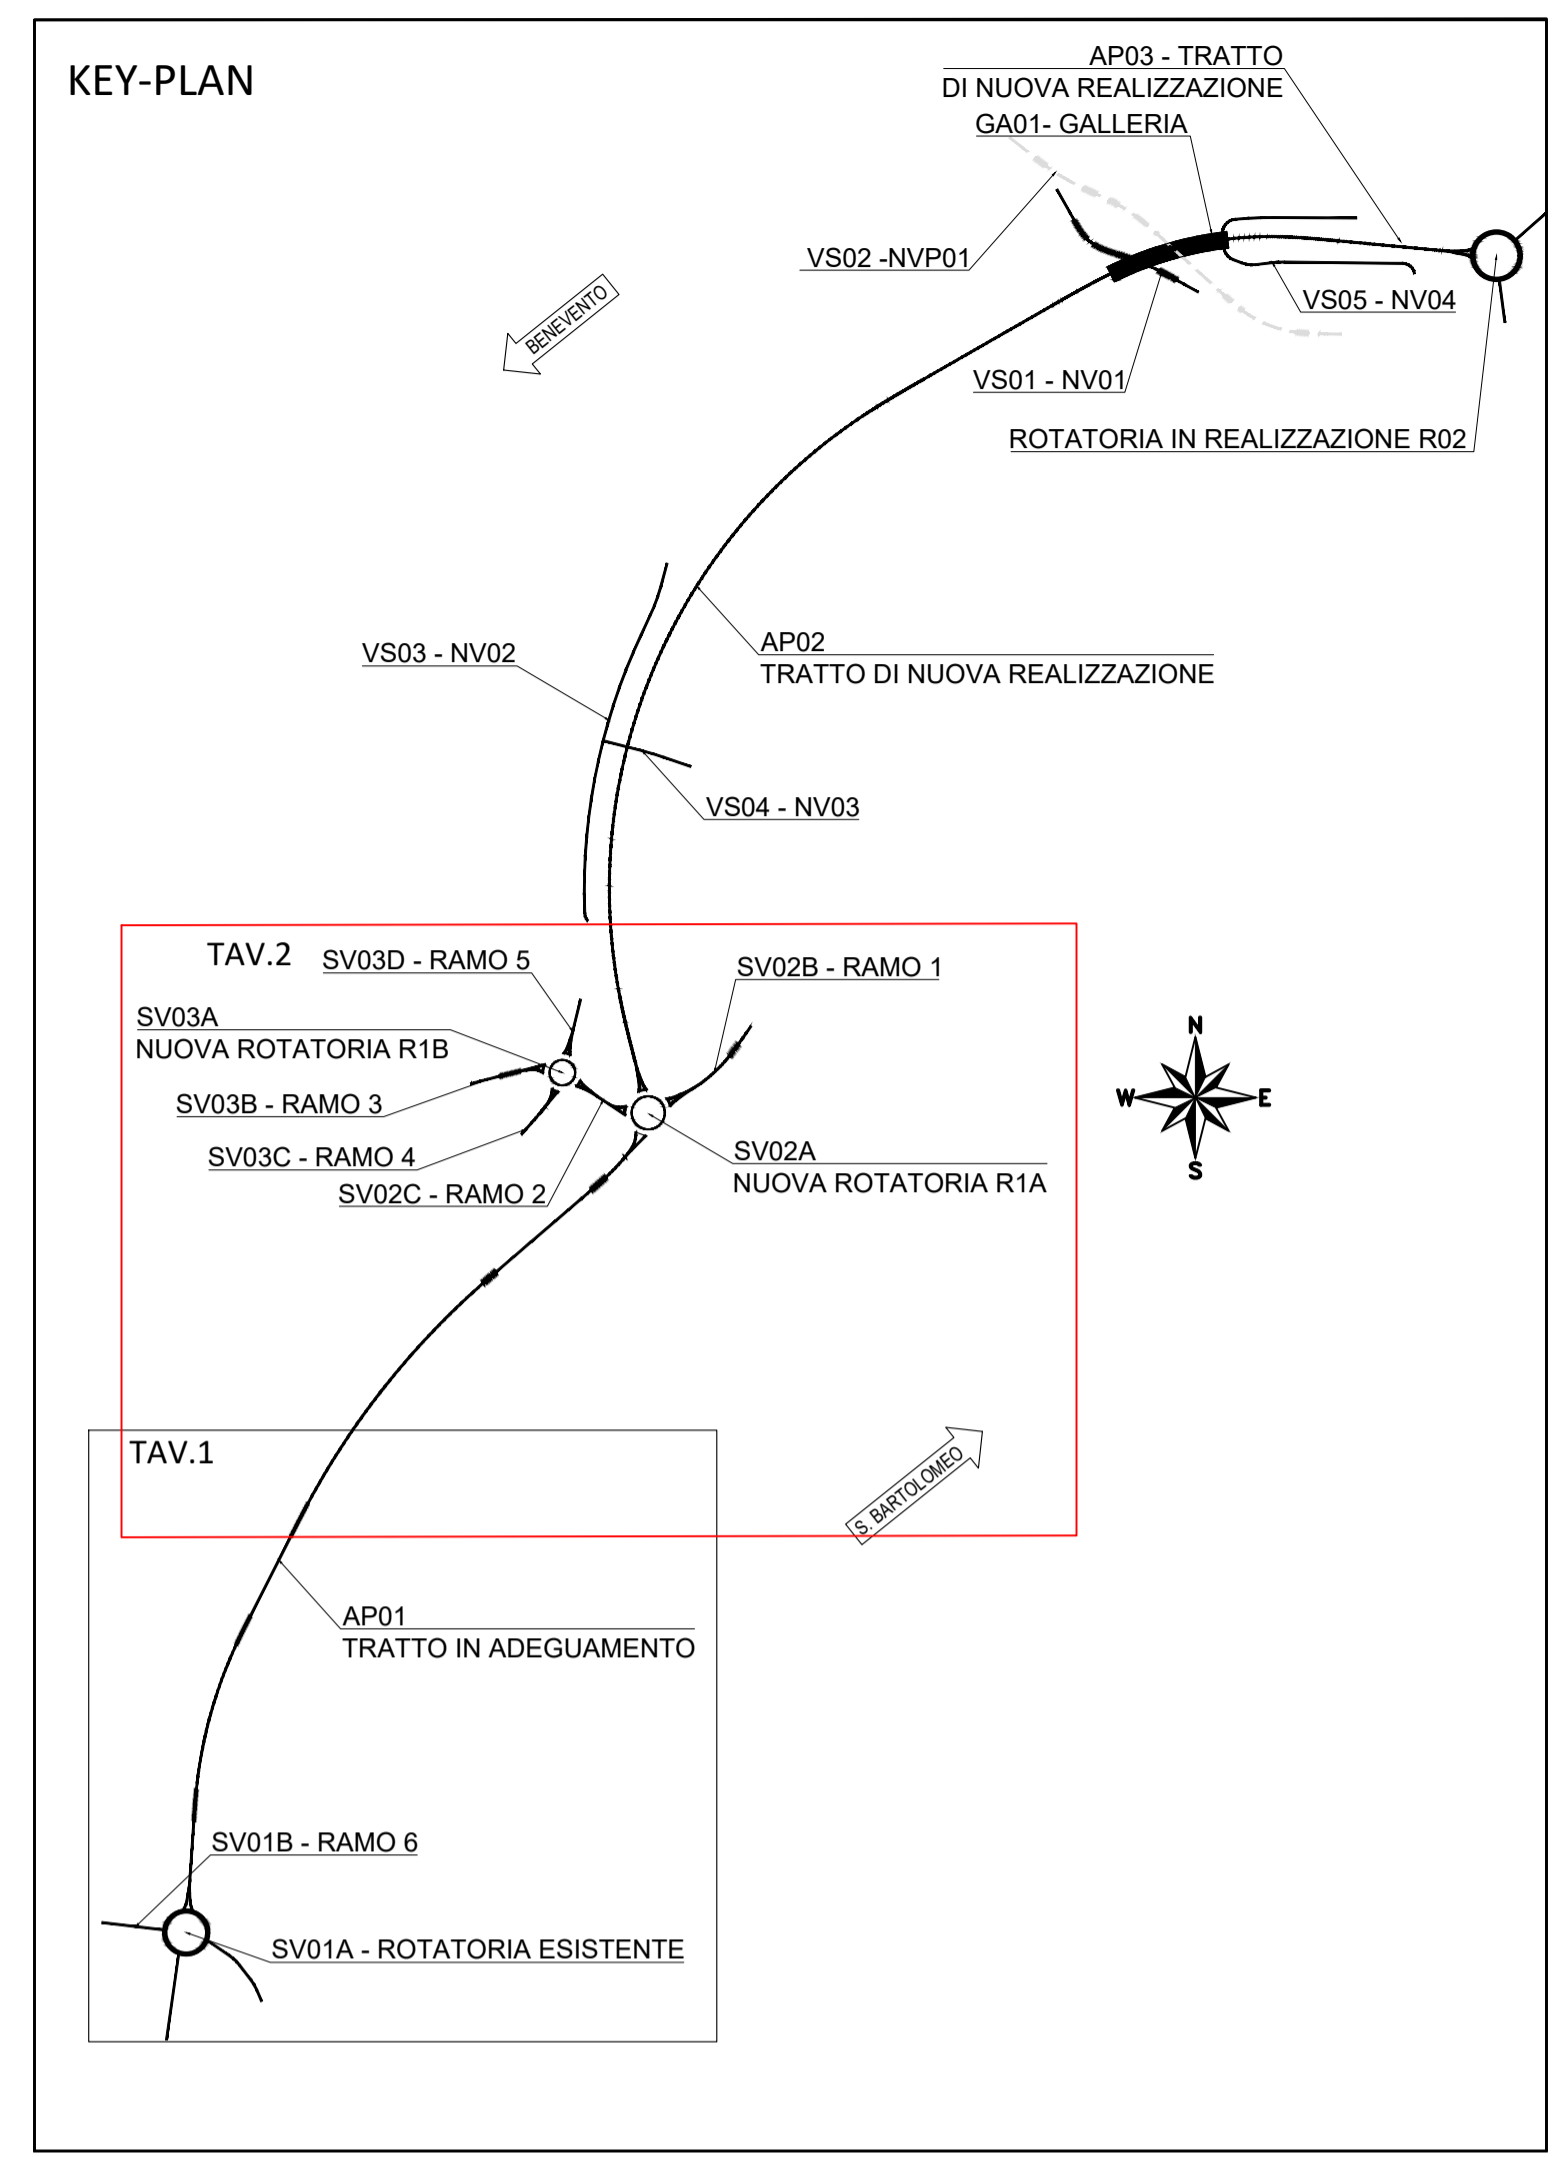 KEY-PLAN
AP03 - TRATTO
DI NUOVA REALIZZAZIONE
GA01- GALLERIA
VS02 -NVP01
VS05 - NV04
BENEVENTO
VS01 - NV01
ROTATORIA IN REALIZZAZIONE R02
AP02
TRATTO DI NUOVA REALIZZAZIONE
VS03 - NV02
VS04 - NV03
TAV.2
SV03D - RAMO 5
SV02B - RAMO 1
SV03A
NUOVA ROTATORIA R1B
N
W
E
S
SV03B - RAMO 3
SV03C - RAMO 4
SV02C - RAMO 2
SV02A
NUOVA ROTATORIA R1A
TAV.1
S. BARTOLOMEO
AP01
TRATTO IN ADEGUAMENTO
SV01B - RAMO 6
SV01A - ROTATORIA ESISTENTE